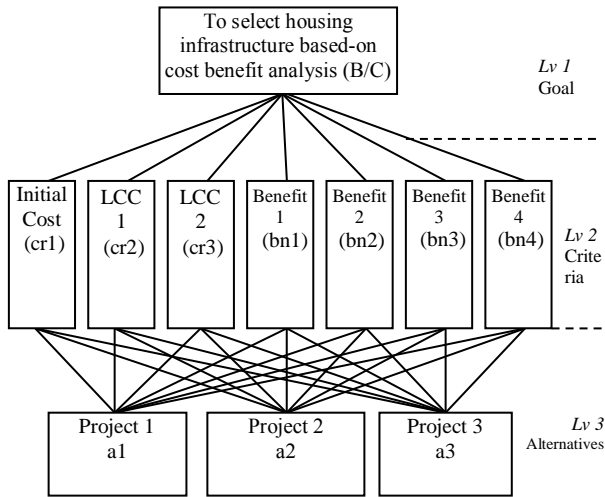 To select housing
infrastructure based-on
cost benefit analysis (B/C)
Lv 1
Goal
Initial
Cost
(cr1)
LCC
1
(cr2)
LCC
2
(cr3)
Benefit
1
(bn1)
Benefit
2
(bn2)
Benefit
3
(bn3)
Benefit
4
(bn4)
Lv 2
Crite
ria
Project 1
a1
Project 2
a2
Project 3
a3
Lv 3
Alternatives